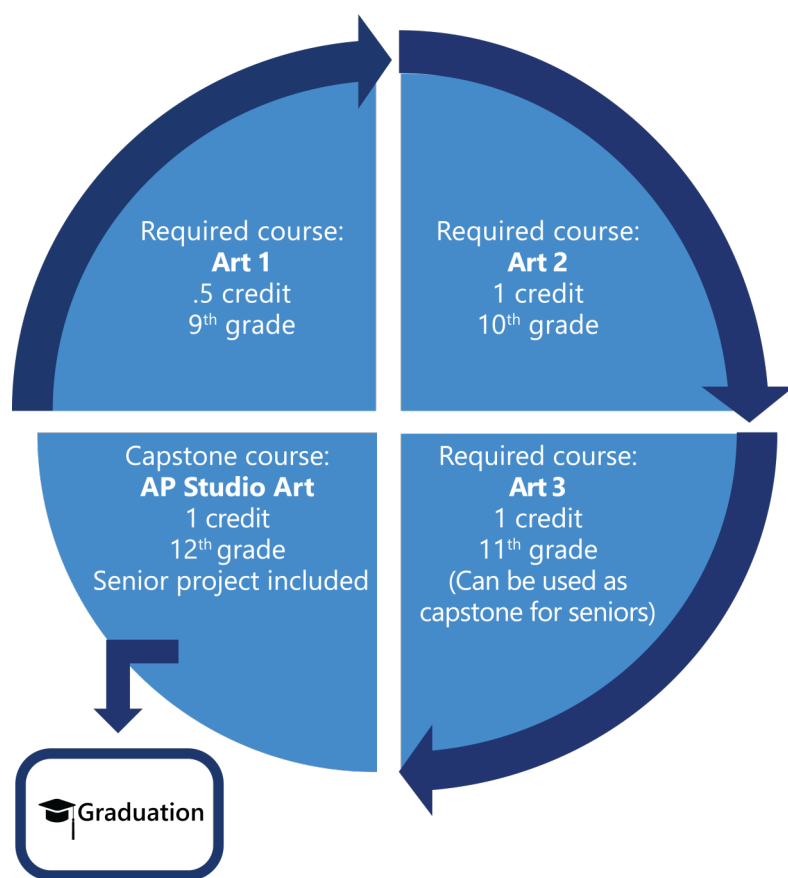 Required course:
Art 1
.5 credit
9th grade
Required course:
Art 2
1 credit
10th grade
Capstone course:
AP Studio Art
1 credit
12th grade
Senior project included
Required course:
Art 3
1 credit
11th grade
(Can be used as
capstone for seniors)
Graduation